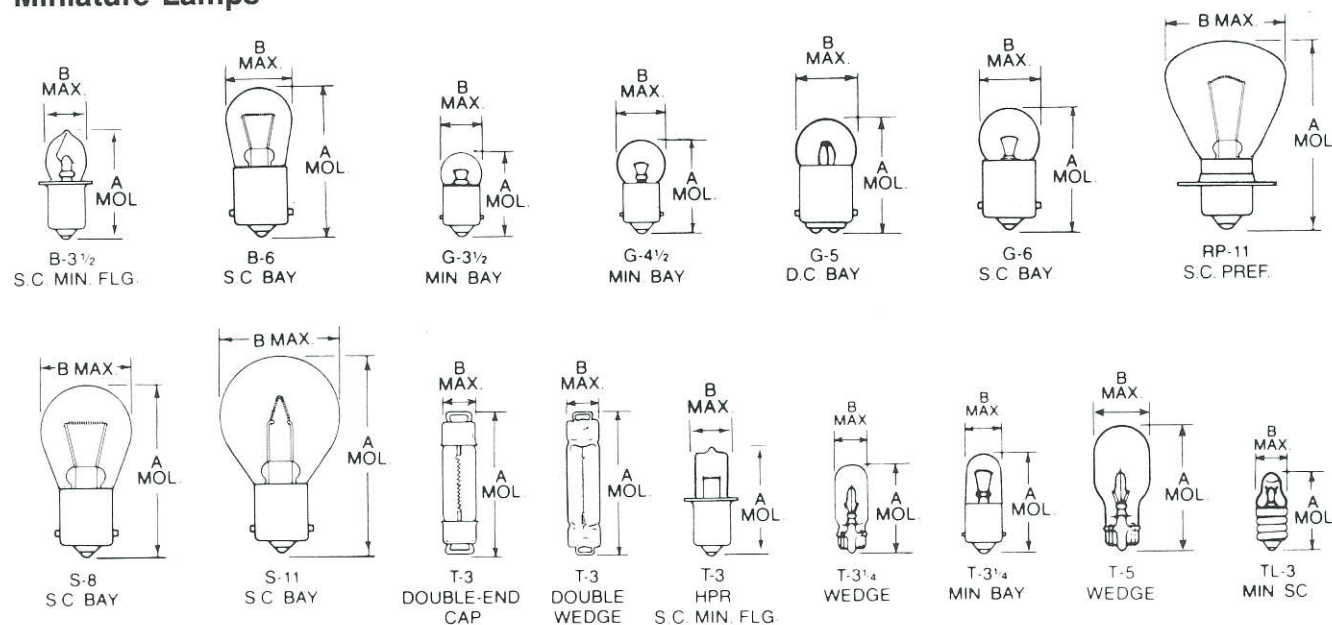 Miniature Lamps
B MAX.
A MOL.
B-3½
S.C. MIN. FLG.
B MAX.
A MOL.
B-6
S.C BAY
B MAX.
A MOL.
G-3½
MIN BAY
B MAX.
A MOL.
G-4½
MIN BAY
B MAX.
A MOL.
G-5
D.C BAY
B MAX.
A MOL.
G-6
S.C BAY
B MAX.
A MOL.
RP-11
S.C. PREF.
B MAX.
A MOL.
S-8
S.C BAY
B MAX.
A MOL.
S-11
S.C BAY
B MAX.
A MOL.
T-3
DOUBLE-END
CAP
B MAX.
A MOL.
T-3
DOUBLE
WEDGE
B MAX.
A MOL.
T-3
HPR
S.C. MIN. FLG.
B MAX
A MOL.
T-3¼
WEDGE
B MAX.
A MOL.
T-3¼
MIN BAY
B MAX.
A MOL.
T-5
WEDGE
B MAX.
A MOL.
TL-3
MIN SC